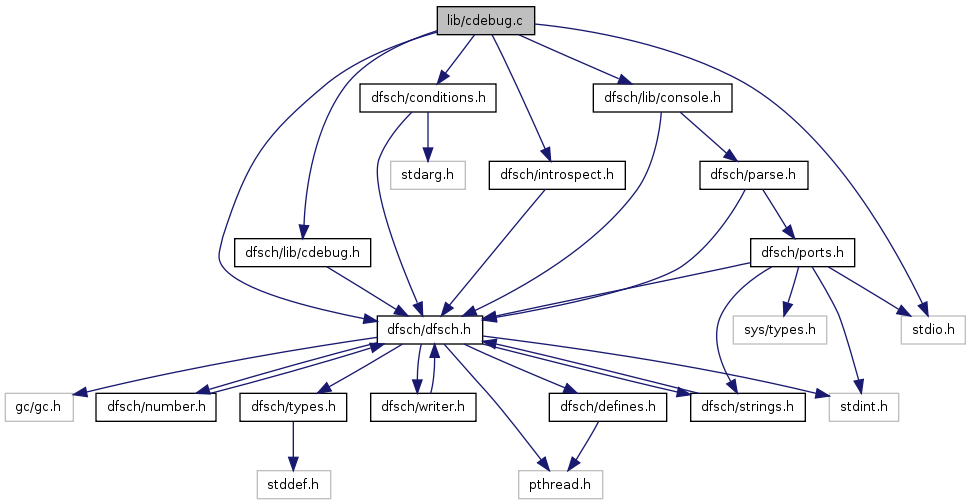 lib/cdebug.c
dfsch/conditions.h
dfsch/lib/console.h
stdarg.h
dfsch/introspect.h
dfsch/parse.h
dfsch/lib/cdebug.h
dfsch/ports.h
dfsch/dfsch.h
sys/types.h
stdio.h
gc/gc.h
dfsch/number.h
dfsch/types.h
dfsch/writer.h
dfsch/defines.h
dfsch/strings.h
stdint.h
stddef.h
pthread.h